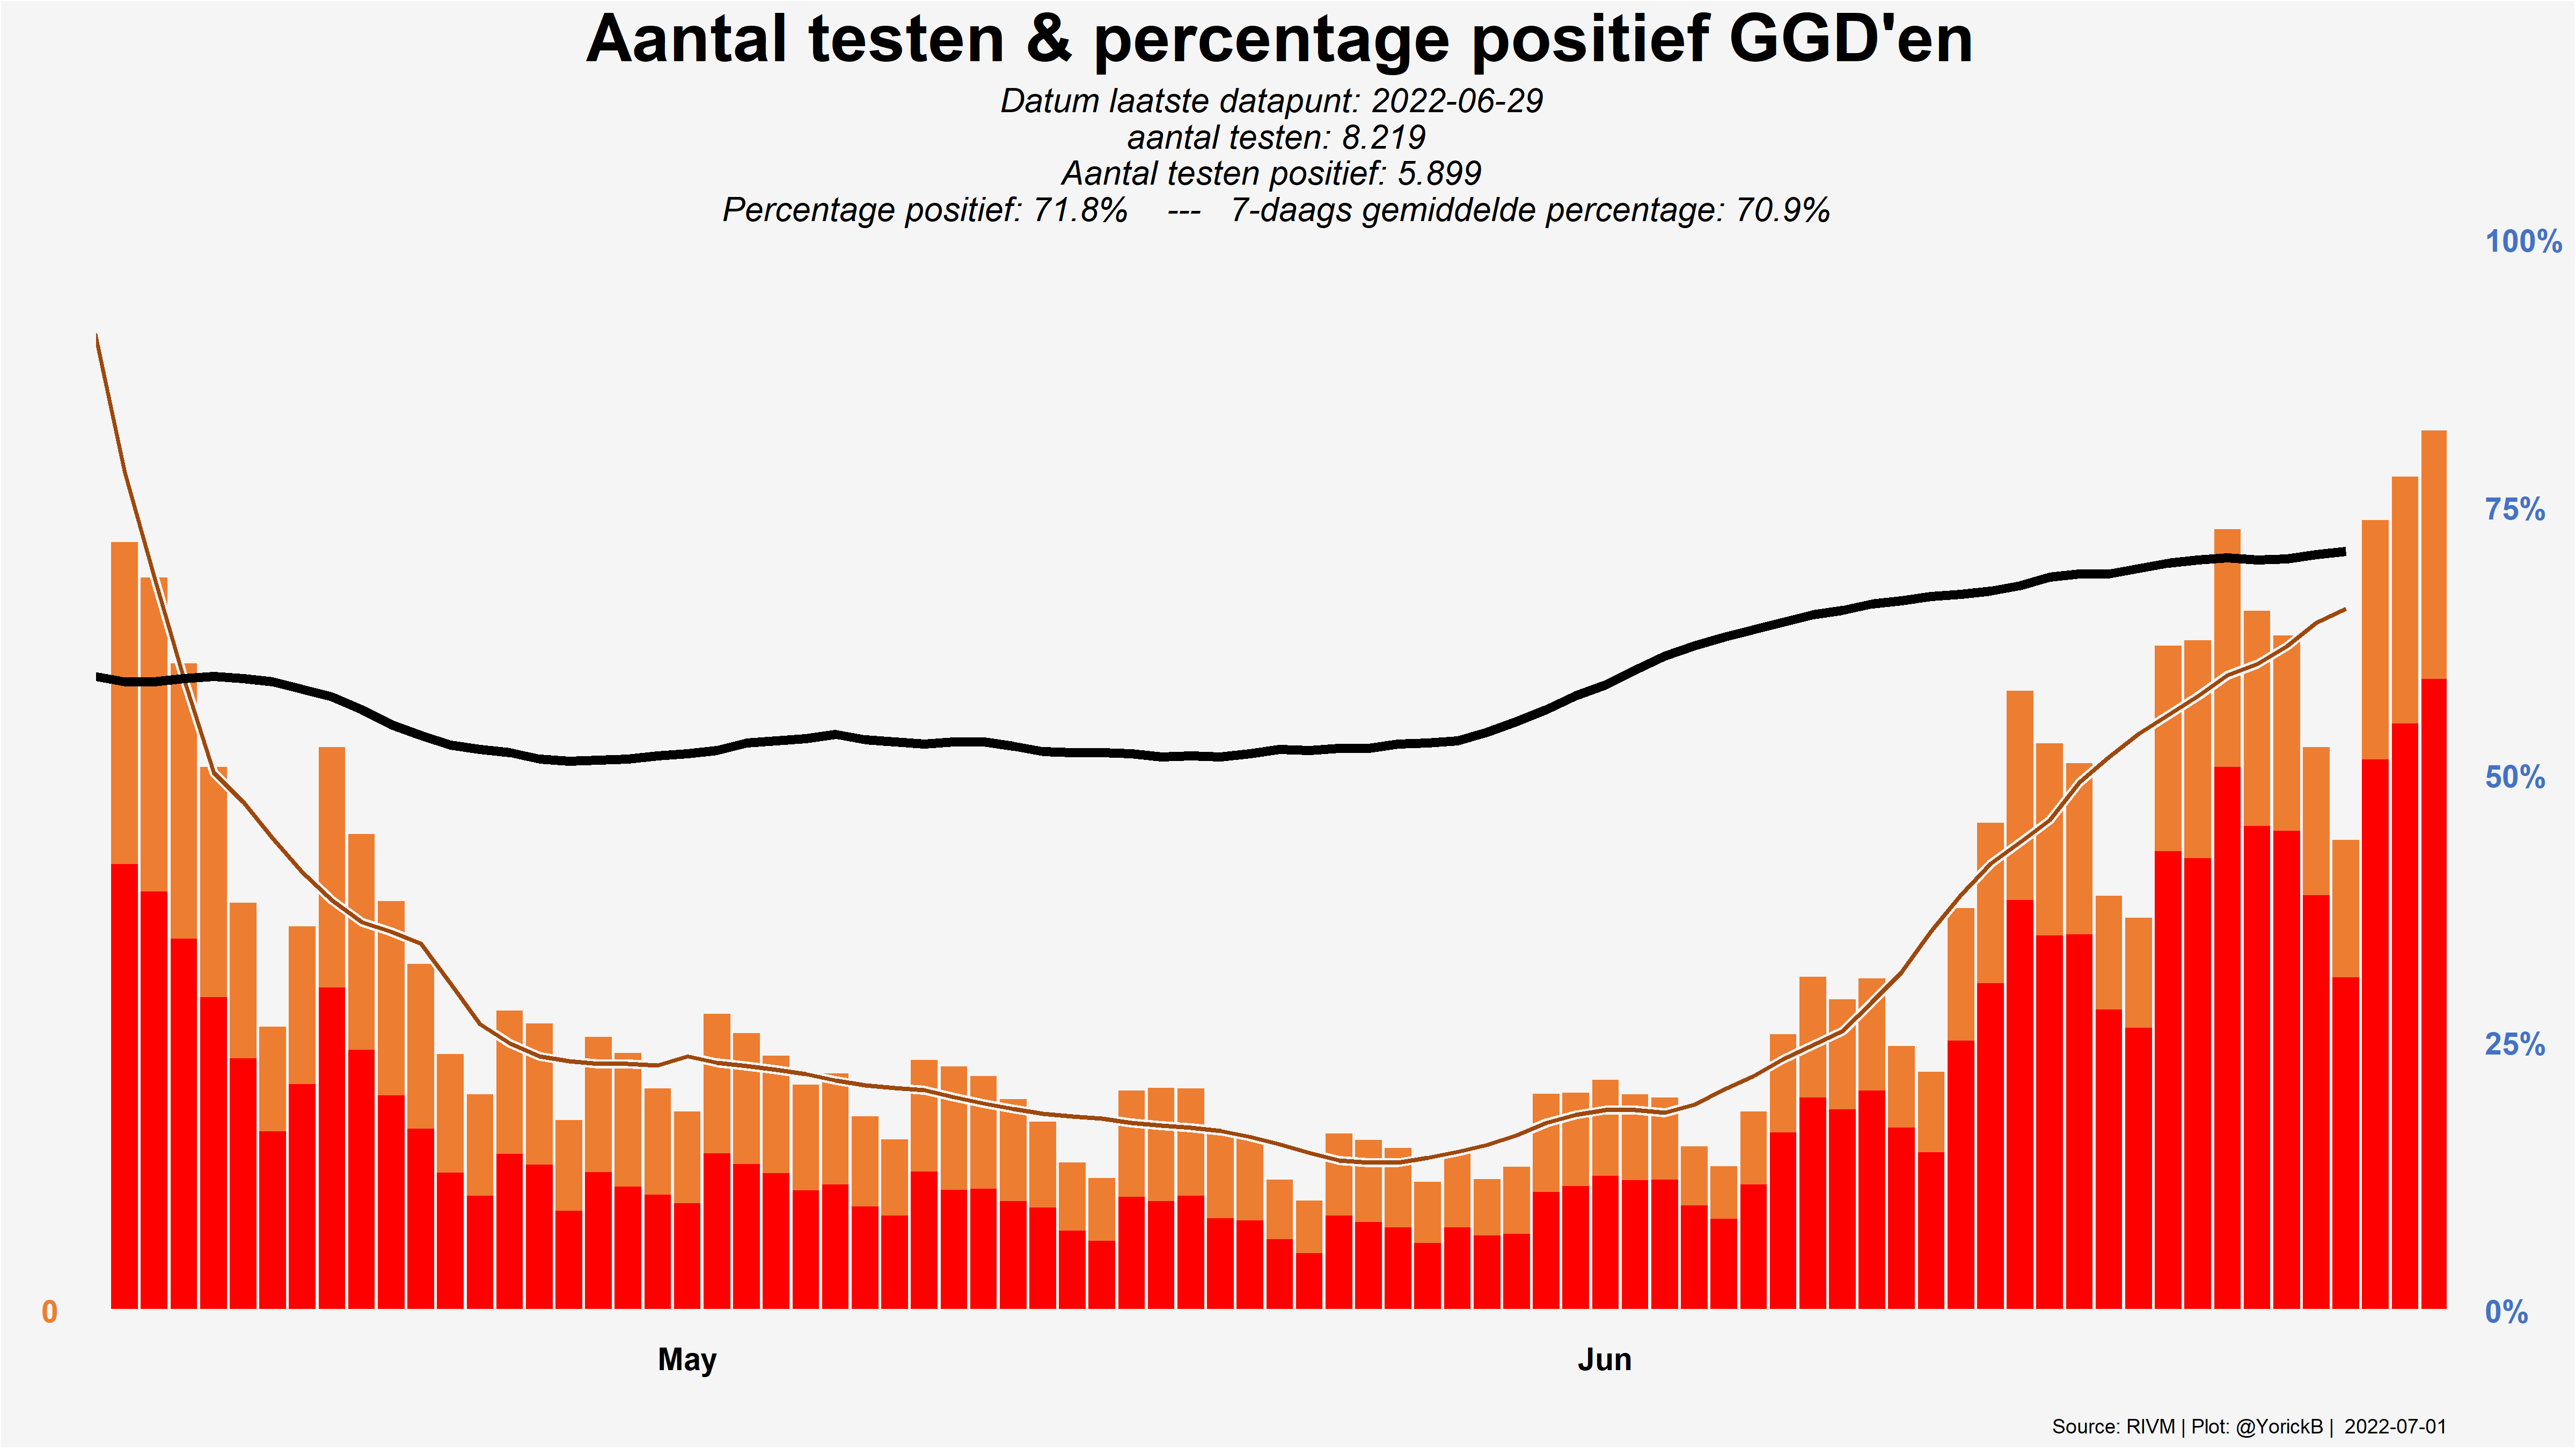 Aantal testen & percentage positief GGD'en
Datum laatste datapunt: 2022-06-29
aantal testen: 8.219
Aantal testen positief: 5.899
Percentage positief: 71.8% --- 7-daags gemiddelde percentage: 70.9%
100%
75%
50%
25%
0 0%
May Jun
Source: RIVM | Plot: @YorickB | 2022-07-01